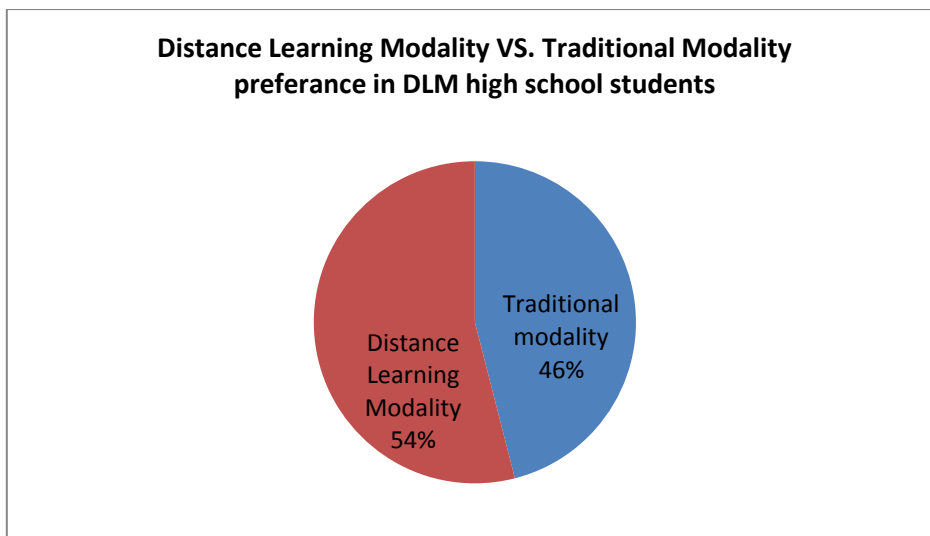 Distance Learning Modality VS. Traditional Modality
preferance in DLM high school students
Traditional
modality
46%
Distance
Learning
Modality
54%